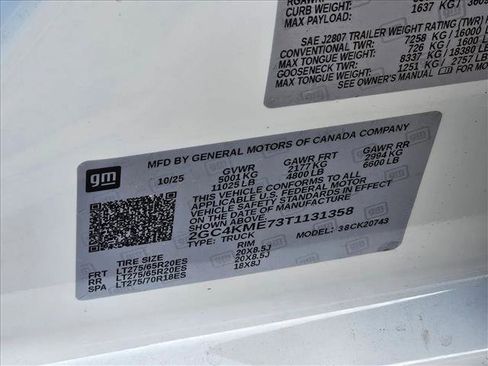 CURB WEIGHT:
1637 KG
MAX PAYLOAD:
SAE J2807 TRAILER WEIGHT RATING (TWR)
CONVENTIONAL TWR: 7258 KG / 16000 LB
MAX TONGUE WEIGHT: 726 KG / 1600 LB
GOOSENECK TWR: 8337 KG / 18380 LB
MAX TONGUE WEIGHT: 1251 KG / 2757 LB
SEE OWNER'S MANUAL FOR MO
gm
MFD BY GENERAL MOTORS OF CANADA COMPANY
10/25 GVWR GAWR FRT GAWR RR
5001 KG 2177 KG 2994 KG
11025 LB 4800 LB 6600 LB
THIS VEHICLE CONFORMS TO ALL
APPLICABLE U.S. FEDERAL MOTOR
VEHICLE SAFETY STANDARDS IN EFFECT ON
THE DATE OF MANUFACTURE SHOWN ABOVE.
2GC4KME73T1131358
TYPE: TRUCK MODEL: 38CK20743
TIRE SIZE RIM
FRT LT275/65R20ES 20X8.5J
RR LT275/65R20ES 20X8.5J
SPA LT275/70R18ES 18X8J